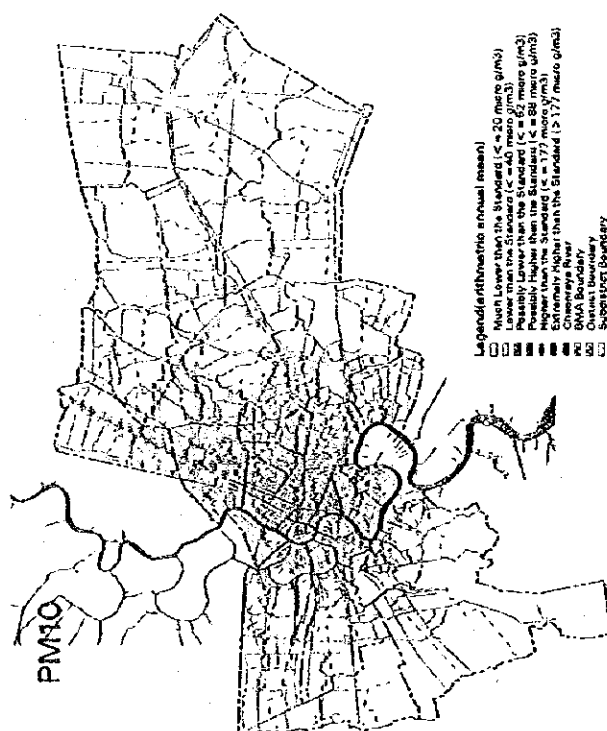 PM10
Legend(arithmetric annual mean)
Much Lower than the Standard (< = 20 micro g/m3)
Lower than the Standard (< = 40 micro g/m3)
Possibly Lower than the Standard (< = 62 micro g/m3)
Possibly Higher than the Standard (< = 88 micro g/m3)
Higher than the Standard (< = 177 micro g/m3)
Extremely Higher than the Standard (> 177 micro g/m3)
River
BMA Boundary
District Boundary
Subdistrict Boundary